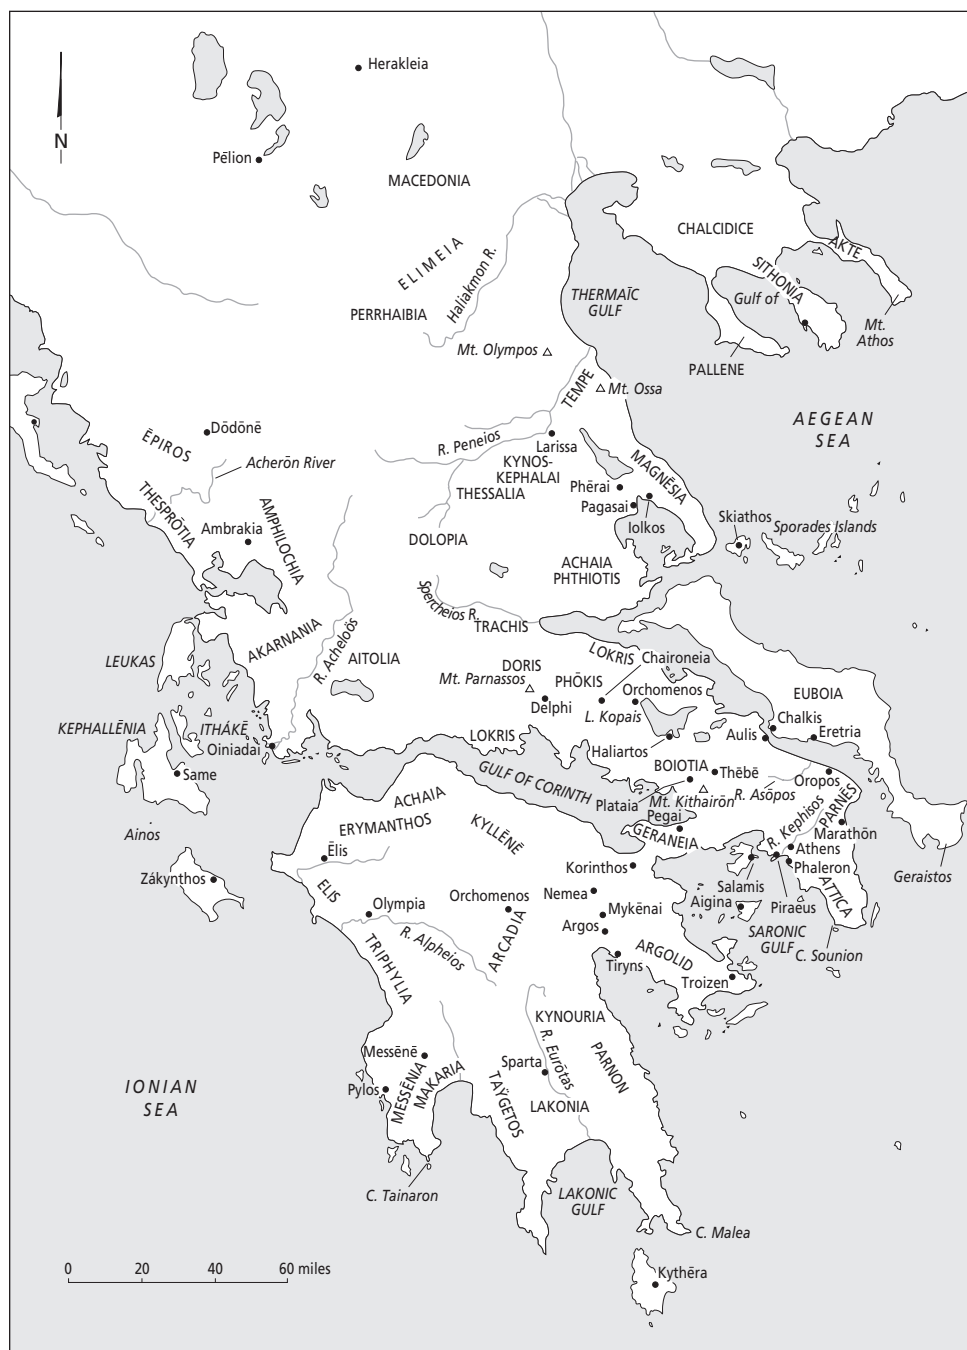 Herakleia
N
Pēlion
MACEDONIA
CHALCIDICE
AKTE
ELIMEIA
Haliakmon R.
SITHONIA
Gulf of
THERMAÏC
GULF
PERRHAIBIA
Mt.
Athos
Mt. Olympos
PALLENE
TEMPE
Mt. Ossa
AEGEAN
SEA
Dōdōnē
ĒPIROS
R. Peneios
Larissa
Acherōn River
KYNOS-
KEPHALAI
MAGNĒSIA
THESSALIA
Phērai
Pagasai
Iolkos
THESPRŌTIA
AMPHILOCHIA
Ambrakia
Skiathos
Sporades Islands
DOLOPIA
ACHAIA
PHTHIOTIS
Spercheios R.
TRACHIS
AKARNANIA
R. Acheloös
AITOLIA
LEUKAS
LOKRIS
Chaironeia
DORIS
Mt. Parnassos
PHŌKIS
Orchomenos
EUBOIA
Delphi
L. Kopais
KEPHALLĒNIA
ITHÁKĒ
Oiniadai
LOKRIS
Chalkis
Aulis
Eretria
Haliartos
Same
GULF OF CORINTH
BOIOTIA
Thēbē
Oropos
Plataia
Mt. Kithairōn
R. Asōpos
PARNĒS
ACHAIA
Pegai
R. Kephisos
Marathōn
Ainos
ERYMANTHOS
KYLLĒNĒ
GERANEIA
Athens
Ēlis
Korinthos
Phaleron
Geraistos
Zákynthos
ELIS
Nemea
Salamis
Aigina
Piraeus
ATTICA
Olympia
Orchomenos
ARCADIA
Mykēnai
Argos
SARONIC
GULF
C. Sounion
R. Alpheios
TRIPHYLIA
Tiryns
ARGOLID
Troizen
KYNOURIA
Messēnē
R. Eurōtas
PARNON
IONIAN
SEA
Pylos
MESSĒNIA
MAKARIA
Sparta
TAŸGETOS
LAKONIA
C. Tainaron
LAKONIC
GULF
C. Malea
0 20 40 60 miles
Kythēra